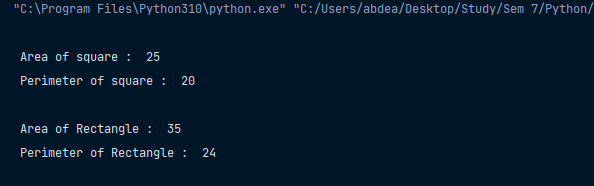 "C:\Program Files\Python310\python.exe" "C:/Users/abdea/Desktop/Study/Sem 7/Python/
Area of square :  25
Perimeter of square :  20
Area of Rectangle :  35
Perimeter of Rectangle :  24